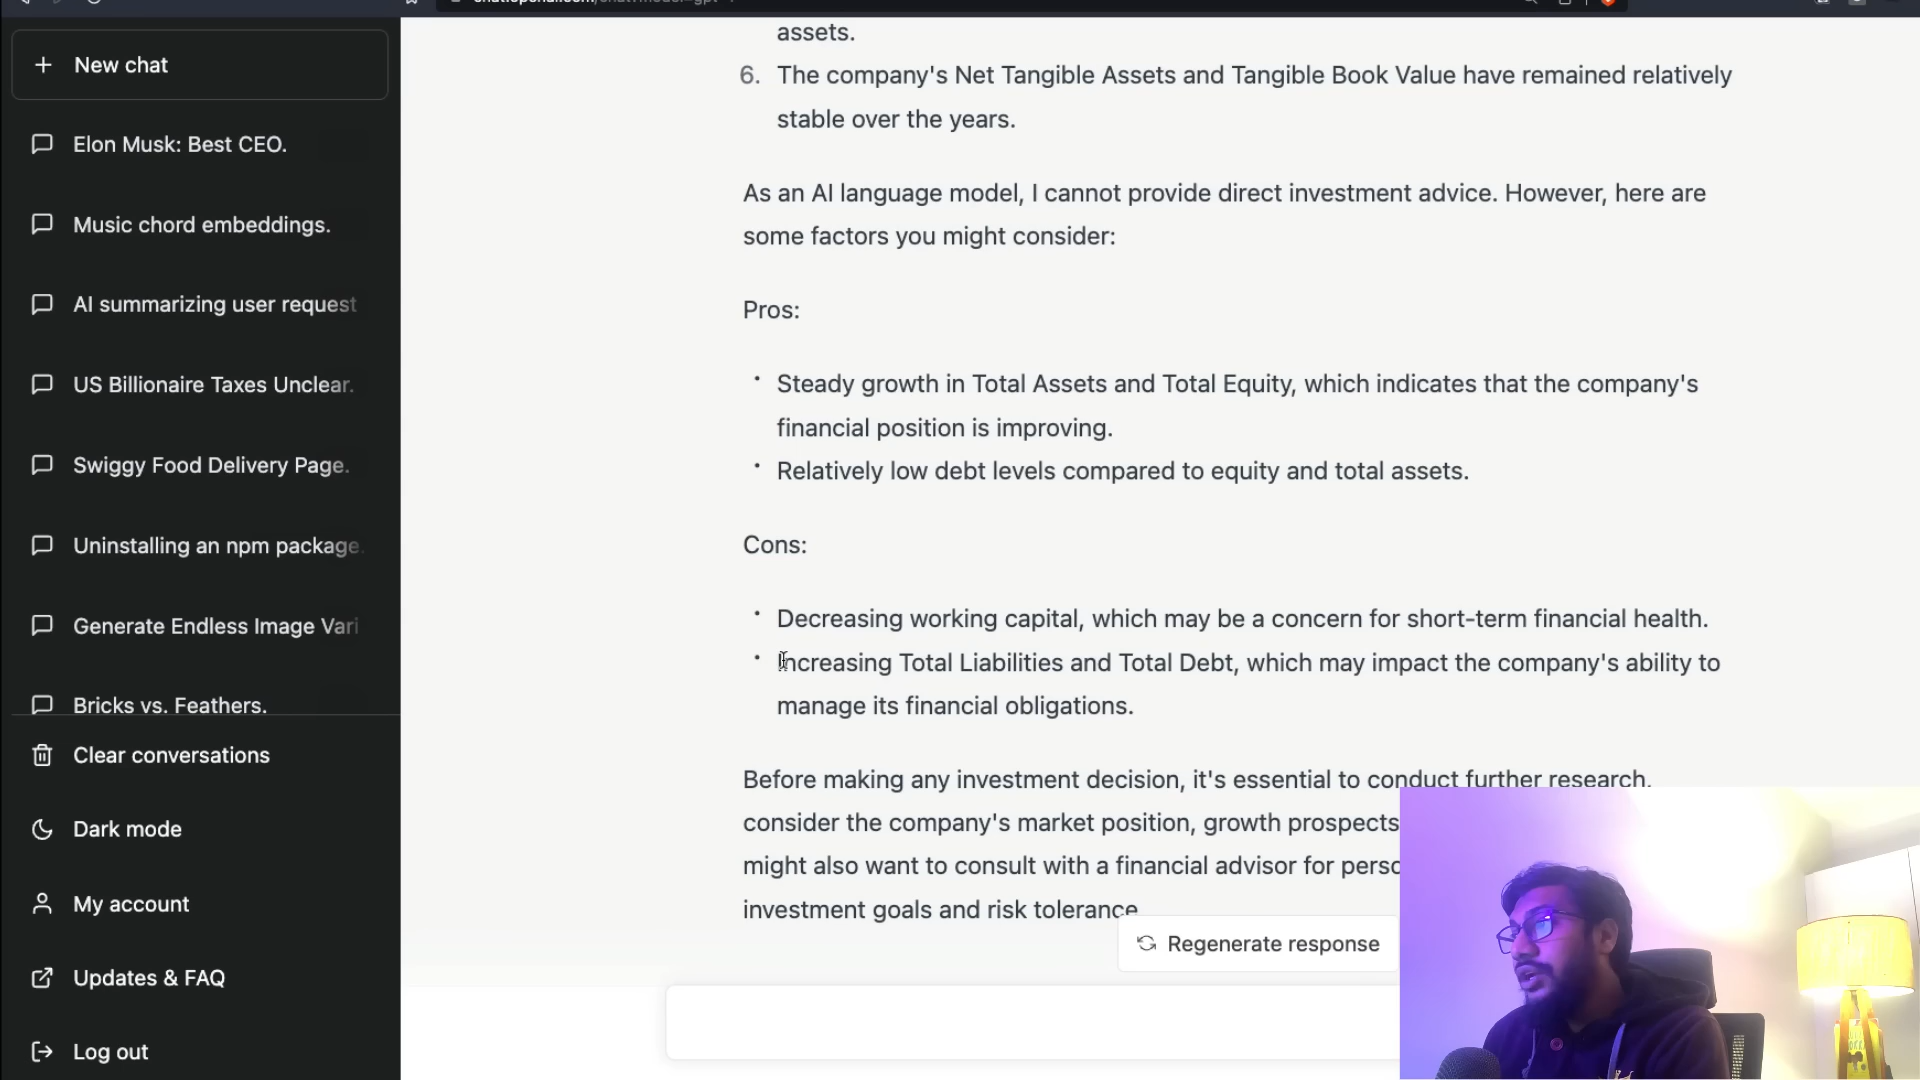 New chat
Elon Musk: Best CEO.
Music chord embeddings.
AI summarizing user request
US Billionaire Taxes Unclear.
Swiggy Food Delivery Page.
Uninstalling an npm package.
Generate Endless Image Vari
Bricks vs. Feathers.
Clear conversations
Dark mode
My account
Updates & FAQ
Log out
assets.
6. The company's Net Tangible Assets and Tangible Book Value have remained relatively
stable over the years.
As an AI language model, I cannot provide direct investment advice. However, here are
some factors you might consider:
Pros:
• Steady growth in Total Assets and Total Equity, which indicates that the company's
financial position is improving.
• Relatively low debt levels compared to equity and total assets.
Cons:
• Decreasing working capital, which may be a concern for short-term financial health.
• Increasing Total Liabilities and Total Debt, which may impact the company's ability to
manage its financial obligations.
Before making any investment decision, it's essential to conduct further research,
consider the company's market position, growth prospects
might also want to consult with a financial advisor for perso
investment goals and risk tolerance
Regenerate response